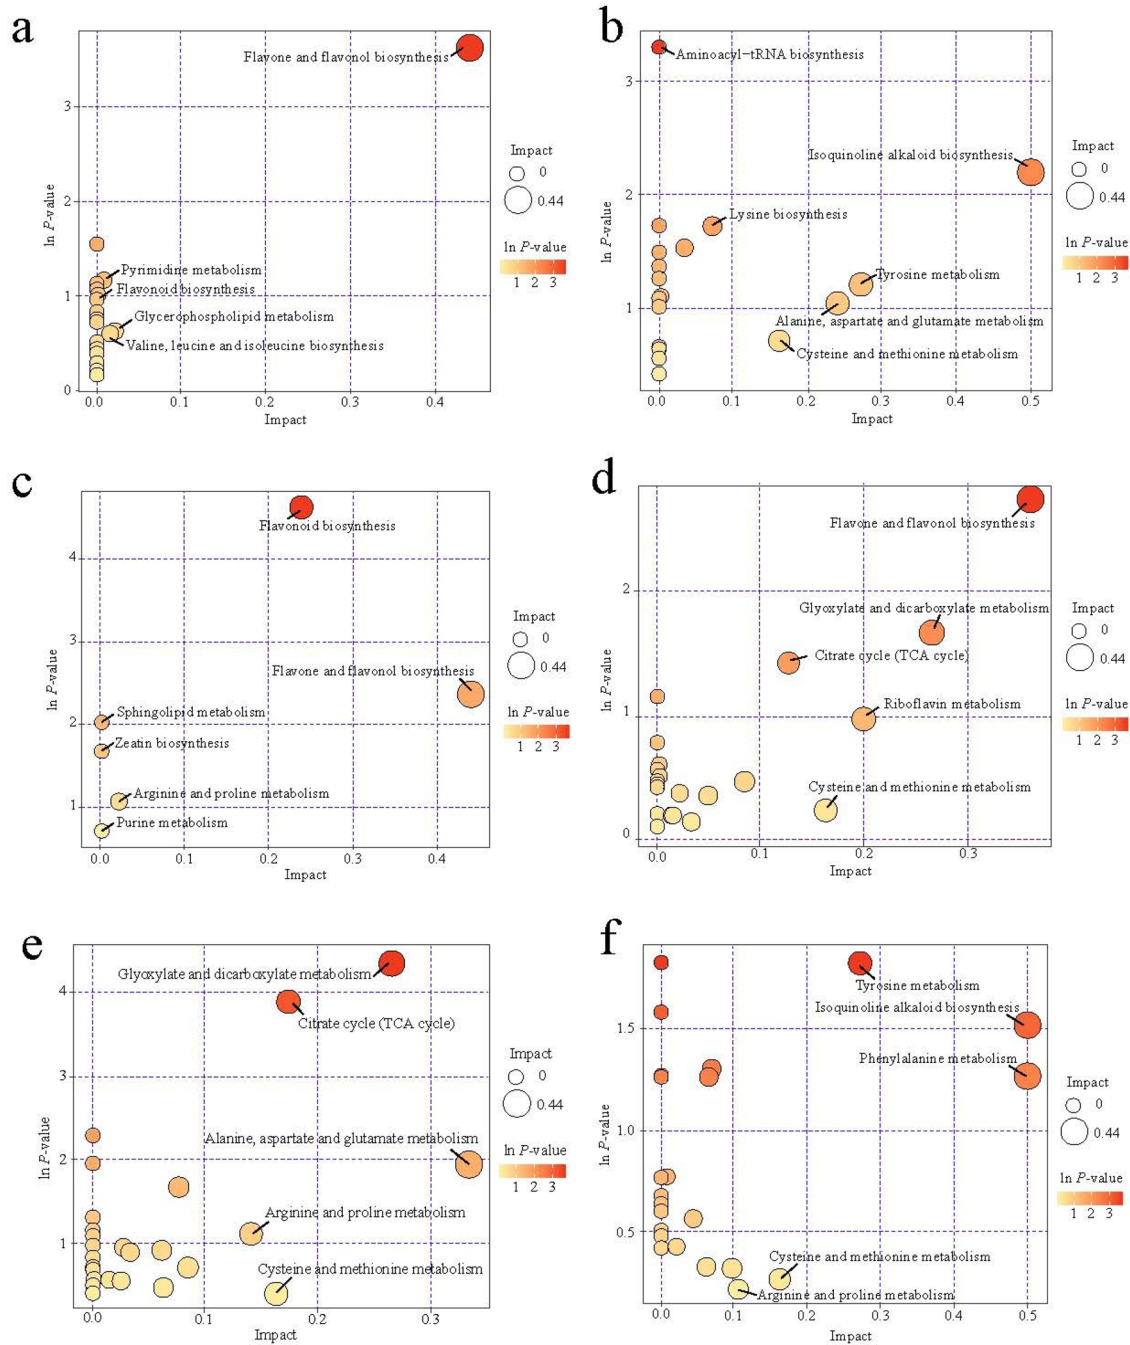 a
Flavone and flavonol biosynthesis
3
2
1
0
ln P-value
Pyrimidine metabolism
Flavonoid biosynthesis
Glycerophospholipid metabolism
Valine, leucine and isoleucine biosynthesis
0.0 0.1 0.2 0.3 0.4
Impact
Impact
0
0.44
ln P-value
1 2 3
b
Aminoacyl-tRNA biosynthesis
3
2
1
ln P-value
Isoquinoline alkaloid biosynthesis
Lysine biosynthesis
Tyrosine metabolism
Alanine, aspartate and glutamate metabolism
Cysteine and methionine metabolism
0.0 0.1 0.2 0.3 0.4 0.5
Impact
Impact
0
0.44
ln P-value
1 2 3
c
Flavonoid biosynthesis
4
3
2
1
ln P-value
Flavone and flavonol biosynthesis
Sphingolipid metabolism
Zeatin biosynthesis
Arginine and proline metabolism
Purine metabolism
0.0 0.1 0.2 0.3 0.4
Impact
Impact
0
0.44
ln P-value
1 2 3
d
Flavone and flavonol biosynthesis
2
1
0
ln P-value
Glyoxylate and dicarboxylate metabolism
Citrate cycle (TCA cycle)
Riboflavin metabolism
Cysteine and methionine metabolism
0.0 0.1 0.2 0.3
Impact
Impact
0
0.44
ln P-value
1 2 3
e
Glyoxylate and dicarboxylate metabolism
Citrate cycle (TCA cycle)
4
3
2
1
ln P-value
Alanine, aspartate and glutamate metabolism
Arginine and proline metabolism
Cysteine and methionine metabolism
0.0 0.1 0.2 0.3
Impact
Impact
0
0.44
ln P-value
1 2 3
f
Tyrosine metabolism
Isoquinoline alkaloid biosynthesis
Phenylalanine metabolism
1.5
1.0
0.5
ln P-value
Cysteine and methionine metabolism
Arginine and proline metabolism
0.0 0.1 0.2 0.3 0.4 0.5
Impact
Impact
0
0.44
ln P-value
1 2 3